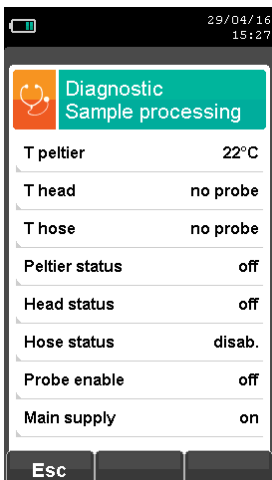 29/04/16
15:27
Diagnostic
Sample processing
T peltier 22°C
T head no probe
T hose no probe
Peltier status off
Head status off
Hose status disab.
Probe enable off
Main supply on
Esc